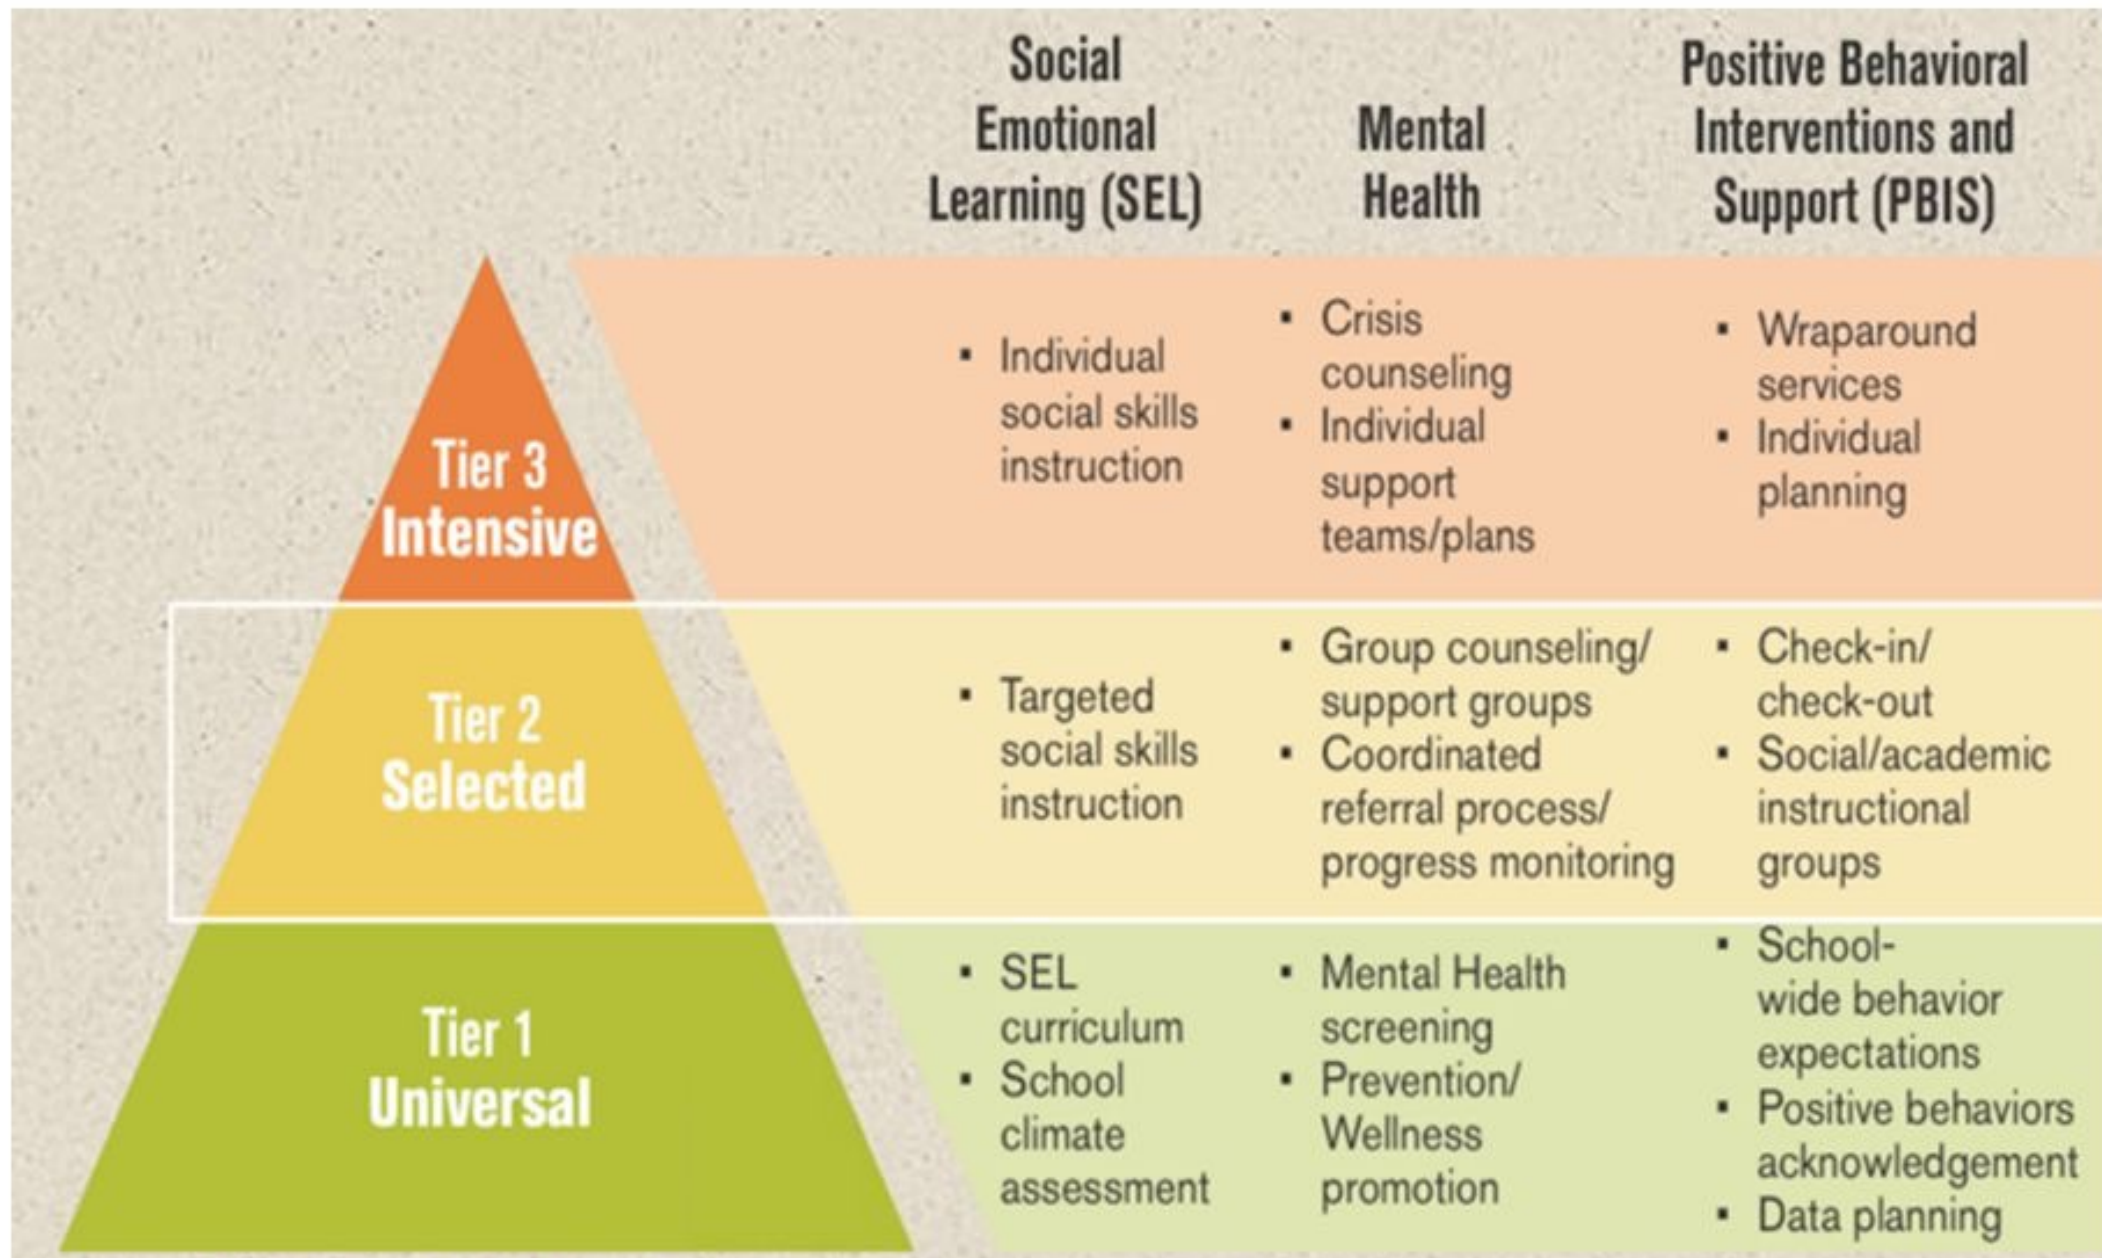 Social
Emotional
Learning (SEL)
Mental
Health
Positive Behavioral
Interventions and
Support (PBIS)
Tier 3
Intensive
▪ Individual
social skills
instruction
▪ Crisis
counseling
▪ Individual
support
teams/plans
▪ Wraparound
services
▪ Individual
planning
Tier 2
Selected
▪ Targeted
social skills
instruction
▪ Group counseling/
support groups
▪ Coordinated
referral process/
progress monitoring
▪ Check-in/
check-out
▪ Social/academic
instructional
groups
Tier 1
Universal
▪ SEL
curriculum
▪ School
climate
assessment
▪ Mental Health
screening
▪ Prevention/
Wellness
promotion
▪ School-
wide behavior
expectations
▪ Positive behaviors
acknowledgement
▪ Data planning